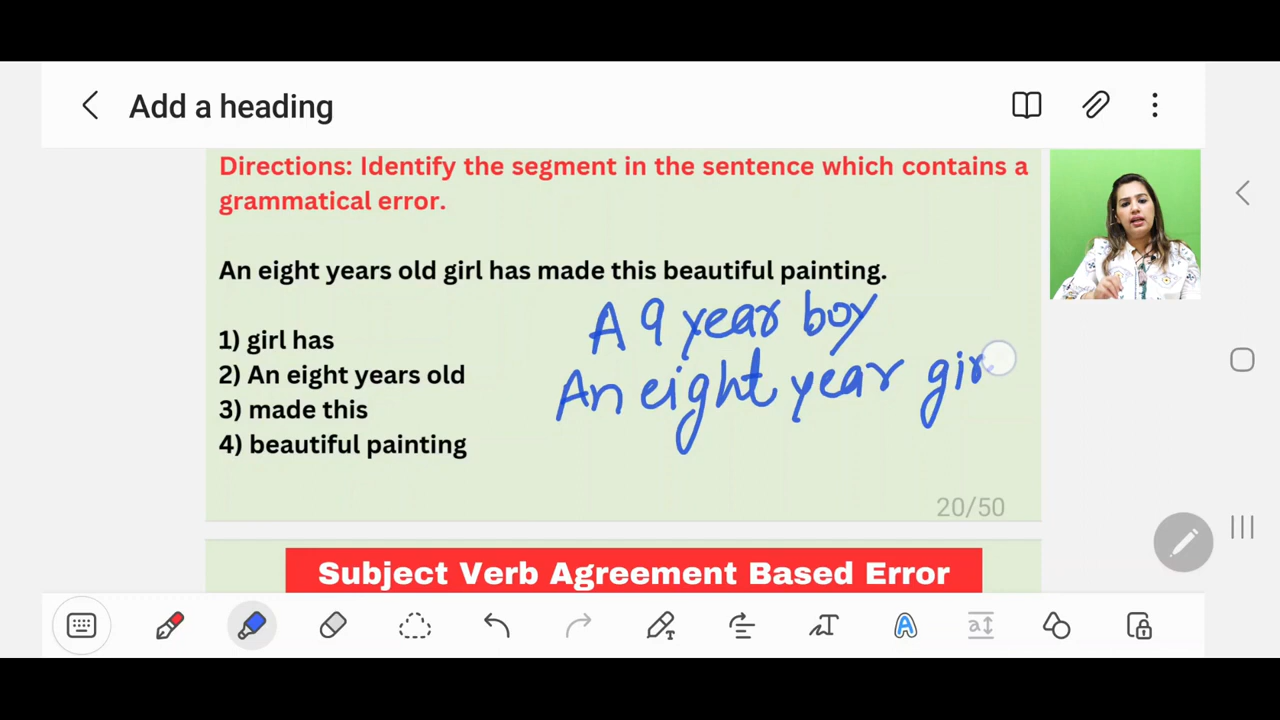 Add a heading
Directions: Identify the segment in the sentence which contains a
grammatical error.
An eight years old girl has made this beautiful painting.
1) girl has
2) An eight years old
3) made this
4) beautiful painting
A 9 year boy
An eight year gir
20/50
Subject Verb Agreement Based Error